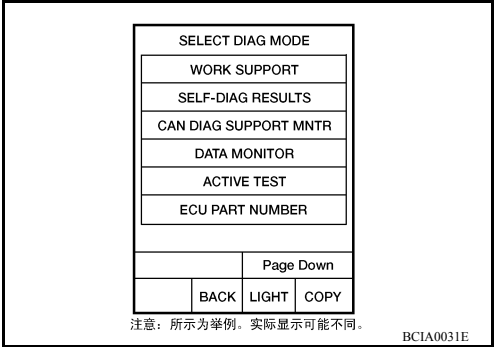 SELECT DIAG MODE
WORK SUPPORT
SELF-DIAG RESULTS
CAN DIAG SUPPORT MNTR
DATA MONITOR
ACTIVE TEST
ECU PART NUMBER
Page Down
BACK LIGHT COPY
注意：所示为举例。实际显示可能不同。
BCIA0031E